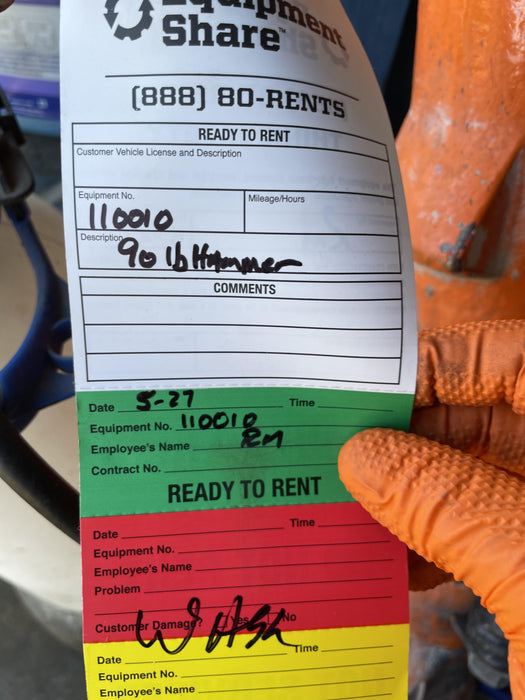 Equipment
Share™
(888) 80-RENTS
READY TO RENT
Customer Vehicle License and Description
Equipment No. 110010 Mileage/Hours
Description 90 lb Hammer
COMMENTS
Date 5-27 Time
Equipment No. 110010
Employee's Name RM
Contract No.
READY TO RENT
Date Time
Equipment No.
Employee's Name
Problem
Customer Damage? Yes No
Wash
Date Time
Equipment No.
Employee's Name